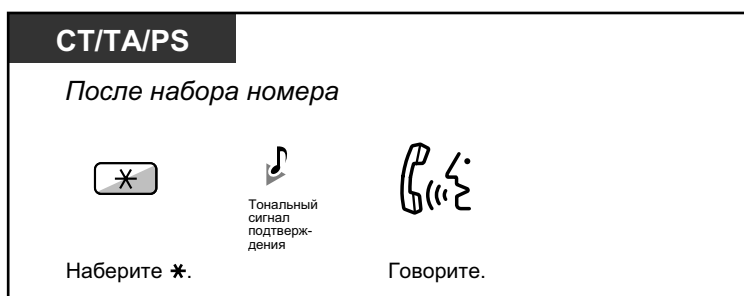 CT/TA/PS
После набора номера
Тональный
сигнал
подтверж-
дения
Наберите ✱.
Говорите.